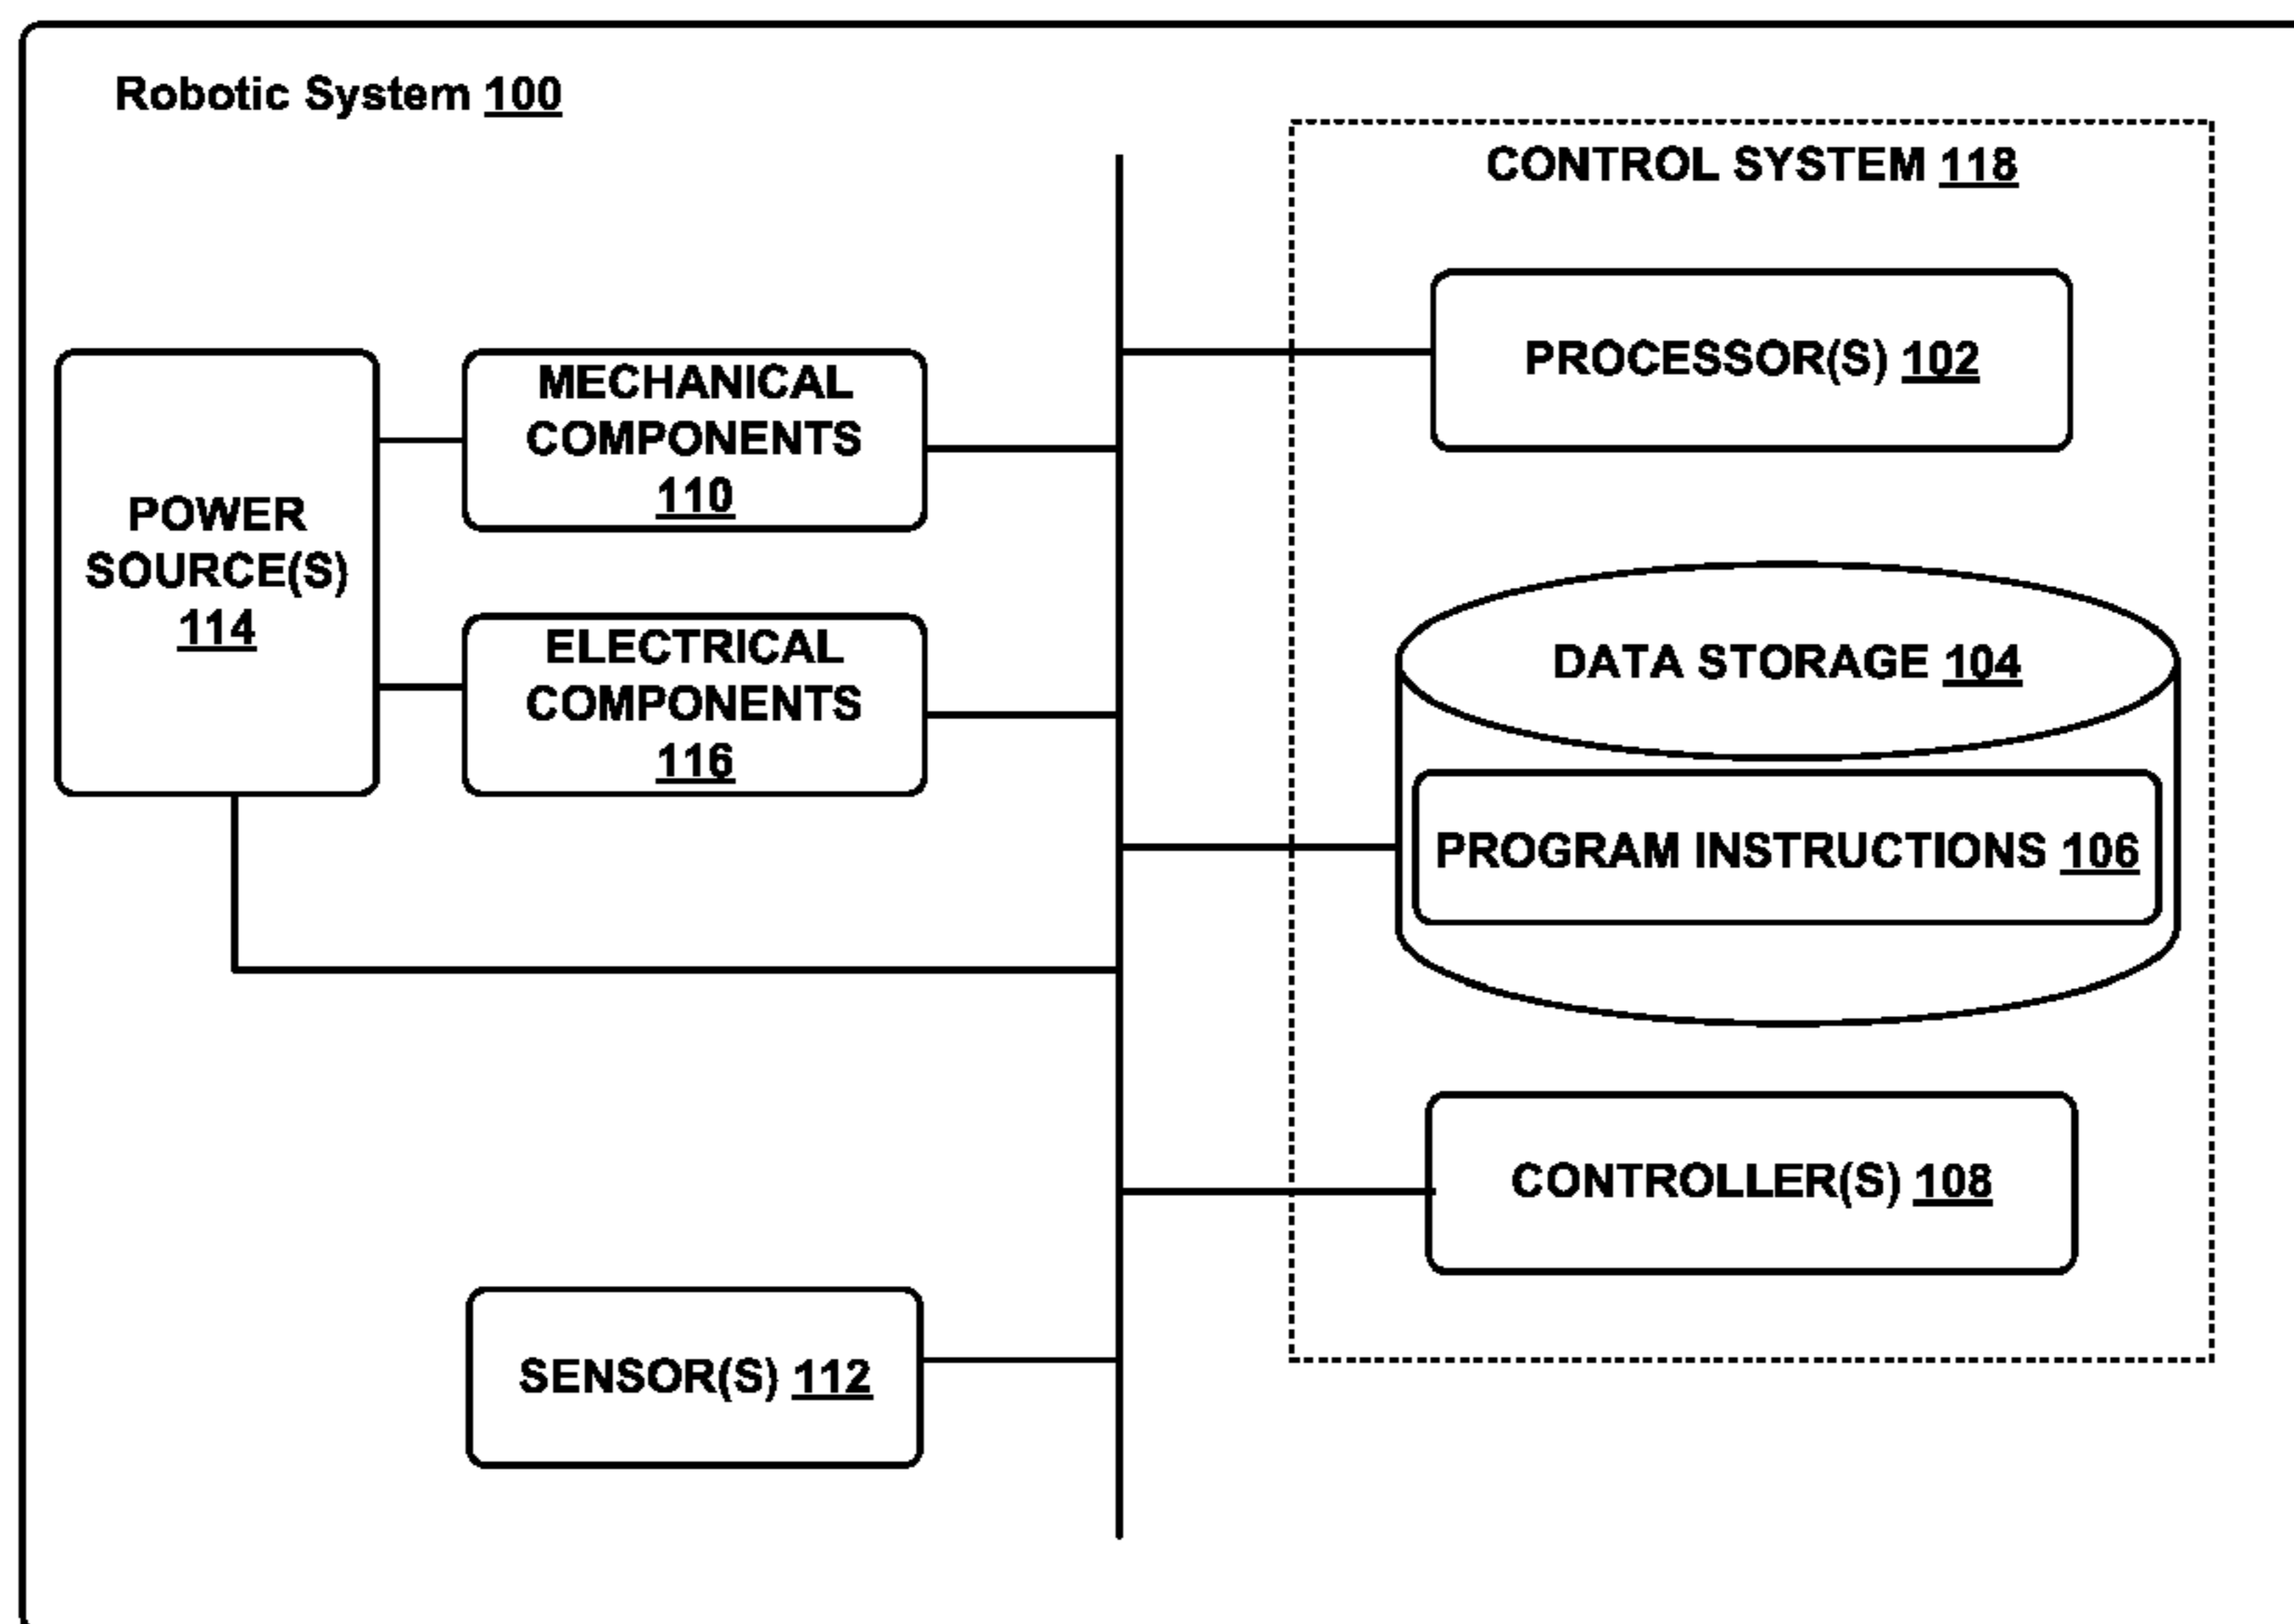 Robotic System 100
CONTROL SYSTEM 118
PROCESSOR(S) 102
MECHANICAL
COMPONENTS
110
POWER
SOURCE(S)
114
ELECTRICAL
COMPONENTS
116
DATA STORAGE 104
PROGRAM INSTRUCTIONS 106
CONTROLLER(S) 108
SENSOR(S) 112